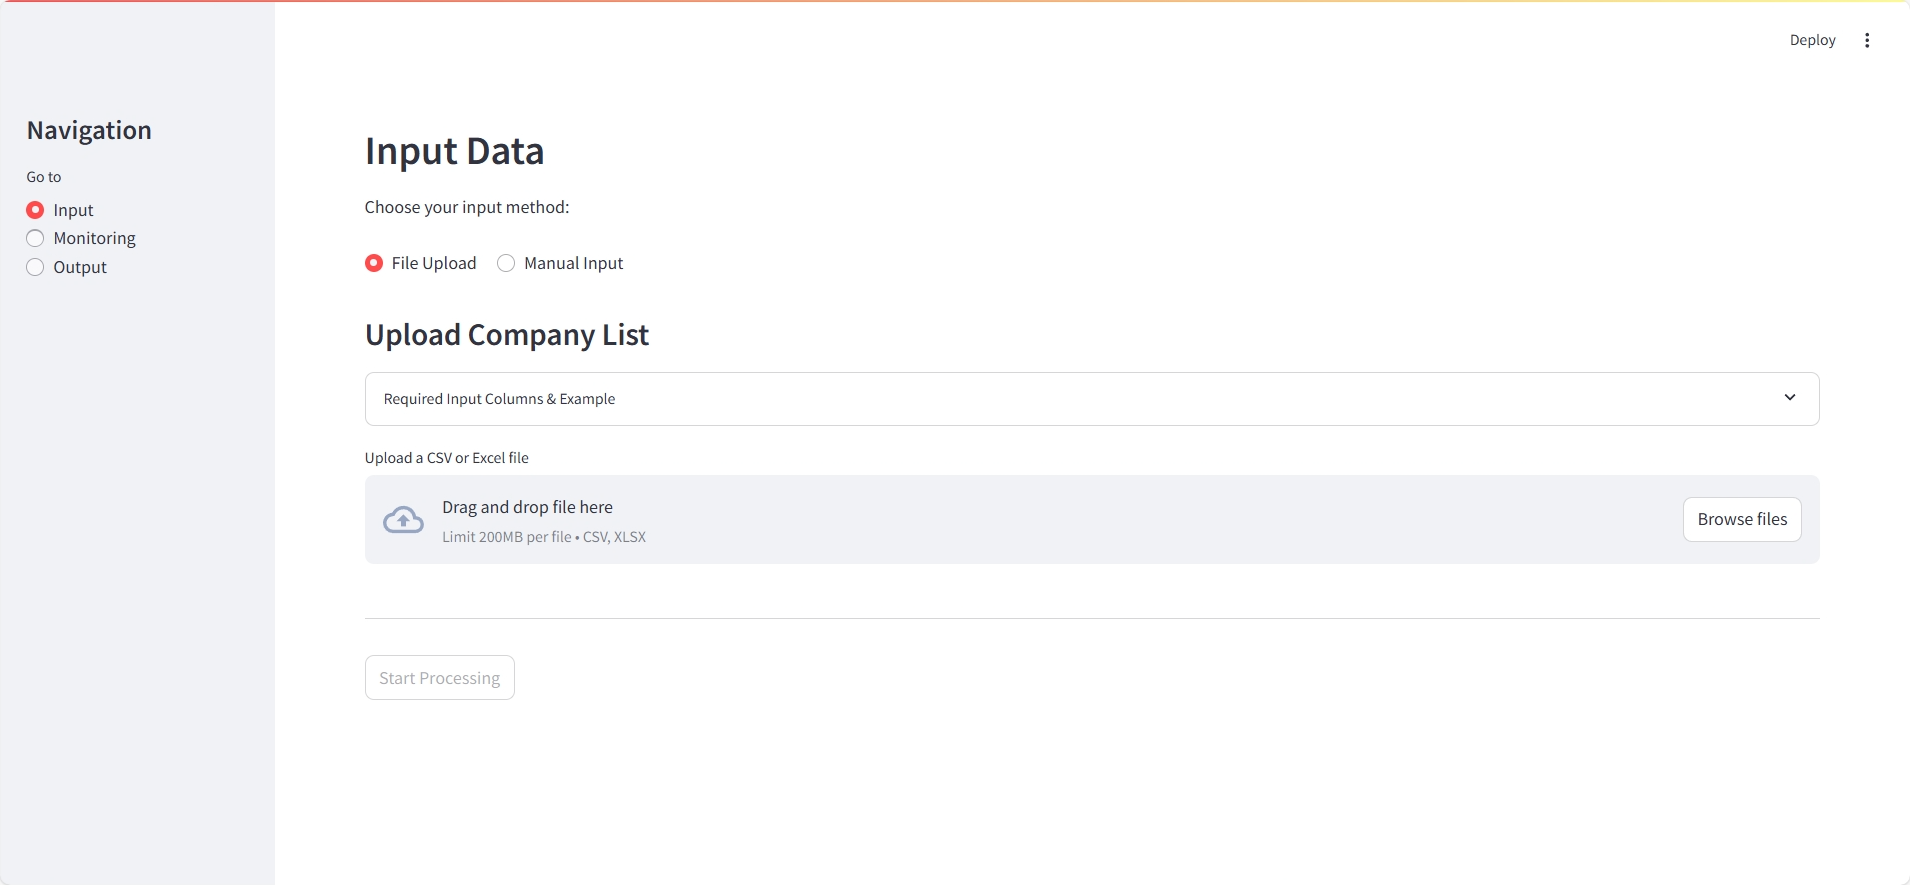 Deploy
Navigation
Go to
Input
Monitoring
Output
Input Data
Choose your input method:
File Upload Manual Input
Upload Company List
Required Input Columns & Example
Upload a CSV or Excel file
Drag and drop file here
Limit 200MB per file • CSV, XLSX
Browse files
Start Processing